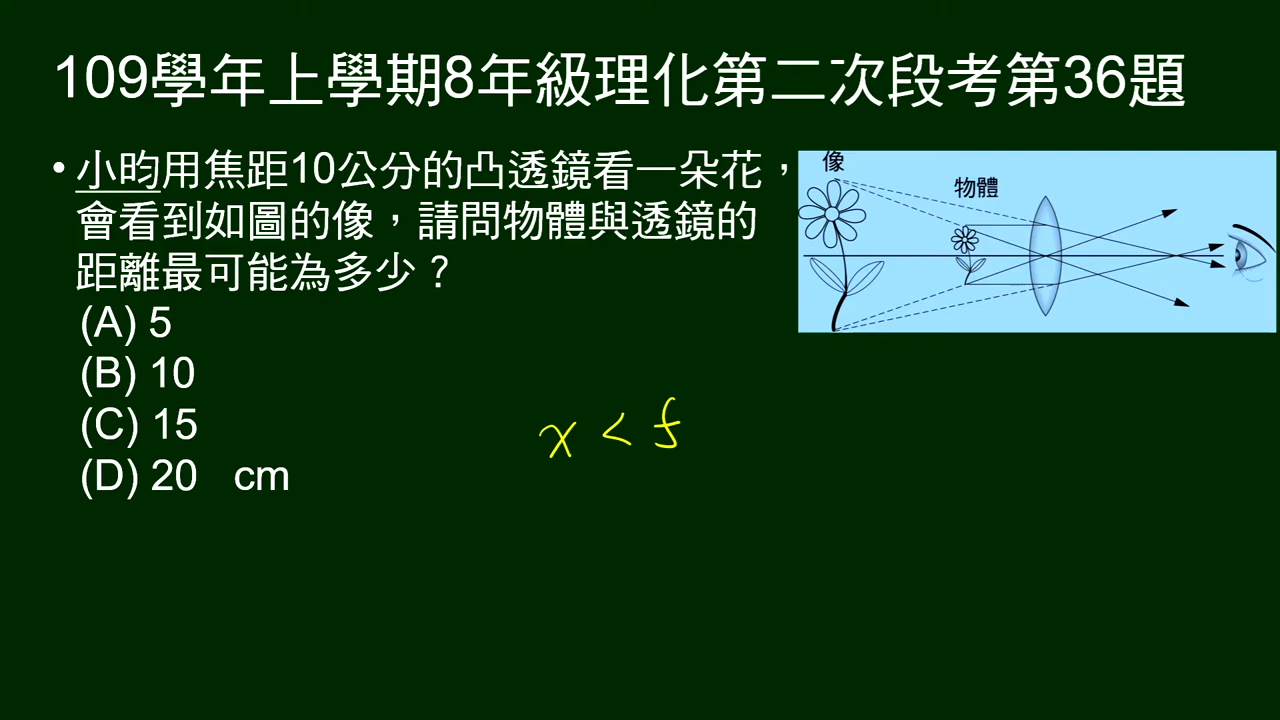 109學年上學期8年級理化第二次段考第36題
• 小昀用焦距10公分的凸透鏡看一朵花，
會看到如圖的像，請問物體與透鏡的
距離最可能為多少？
(A) 5
(B) 10
(C) 15
(D) 20 cm
像
物體
x < f